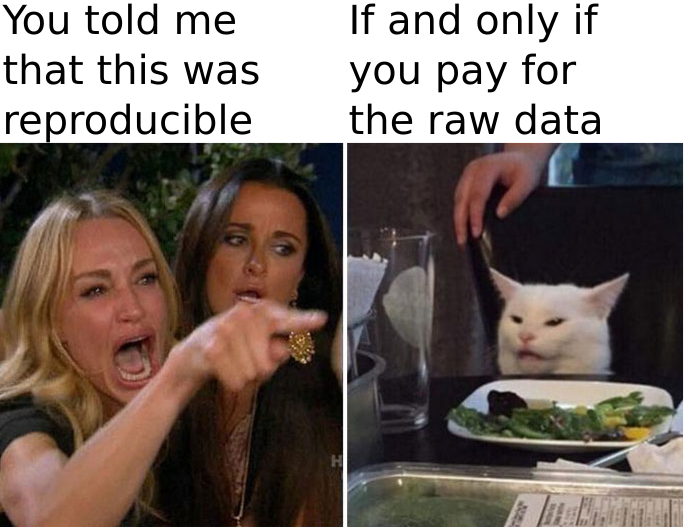 You told me
that this was
reproducible
If and only if
you pay for
the raw data
H